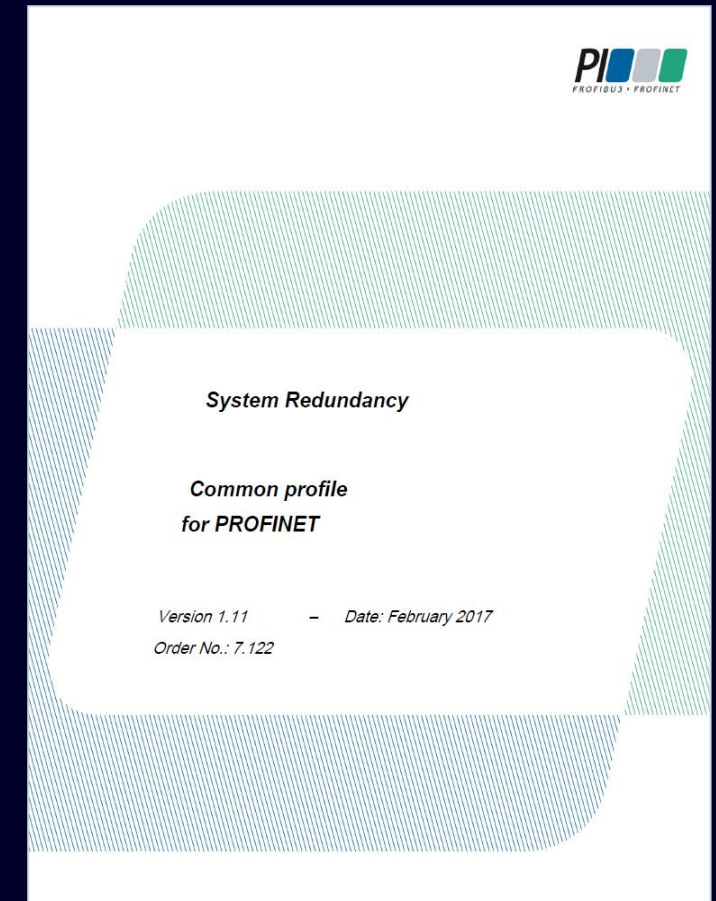 PI
PROFIBUS • PROFINET
System Redundancy
Common profile
for PROFINET
Version 1.11 – Date: February 2017
Order No.: 7.122